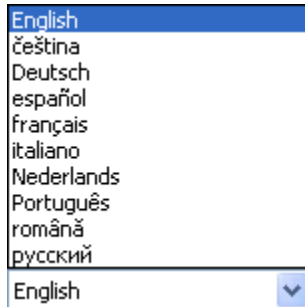 English
čeština
Deutsch
español
français
italiano
Nederlands
Português
română
русский
English